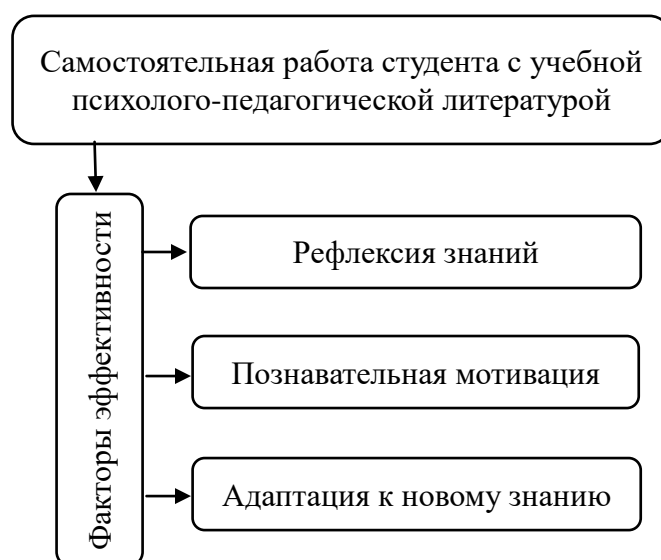 Самостоятельная работа студента с учебной
психолого-педагогической литературой
Факторы эффективности
Рефлексия знаний
Познавательная мотивация
Адаптация к новому знанию